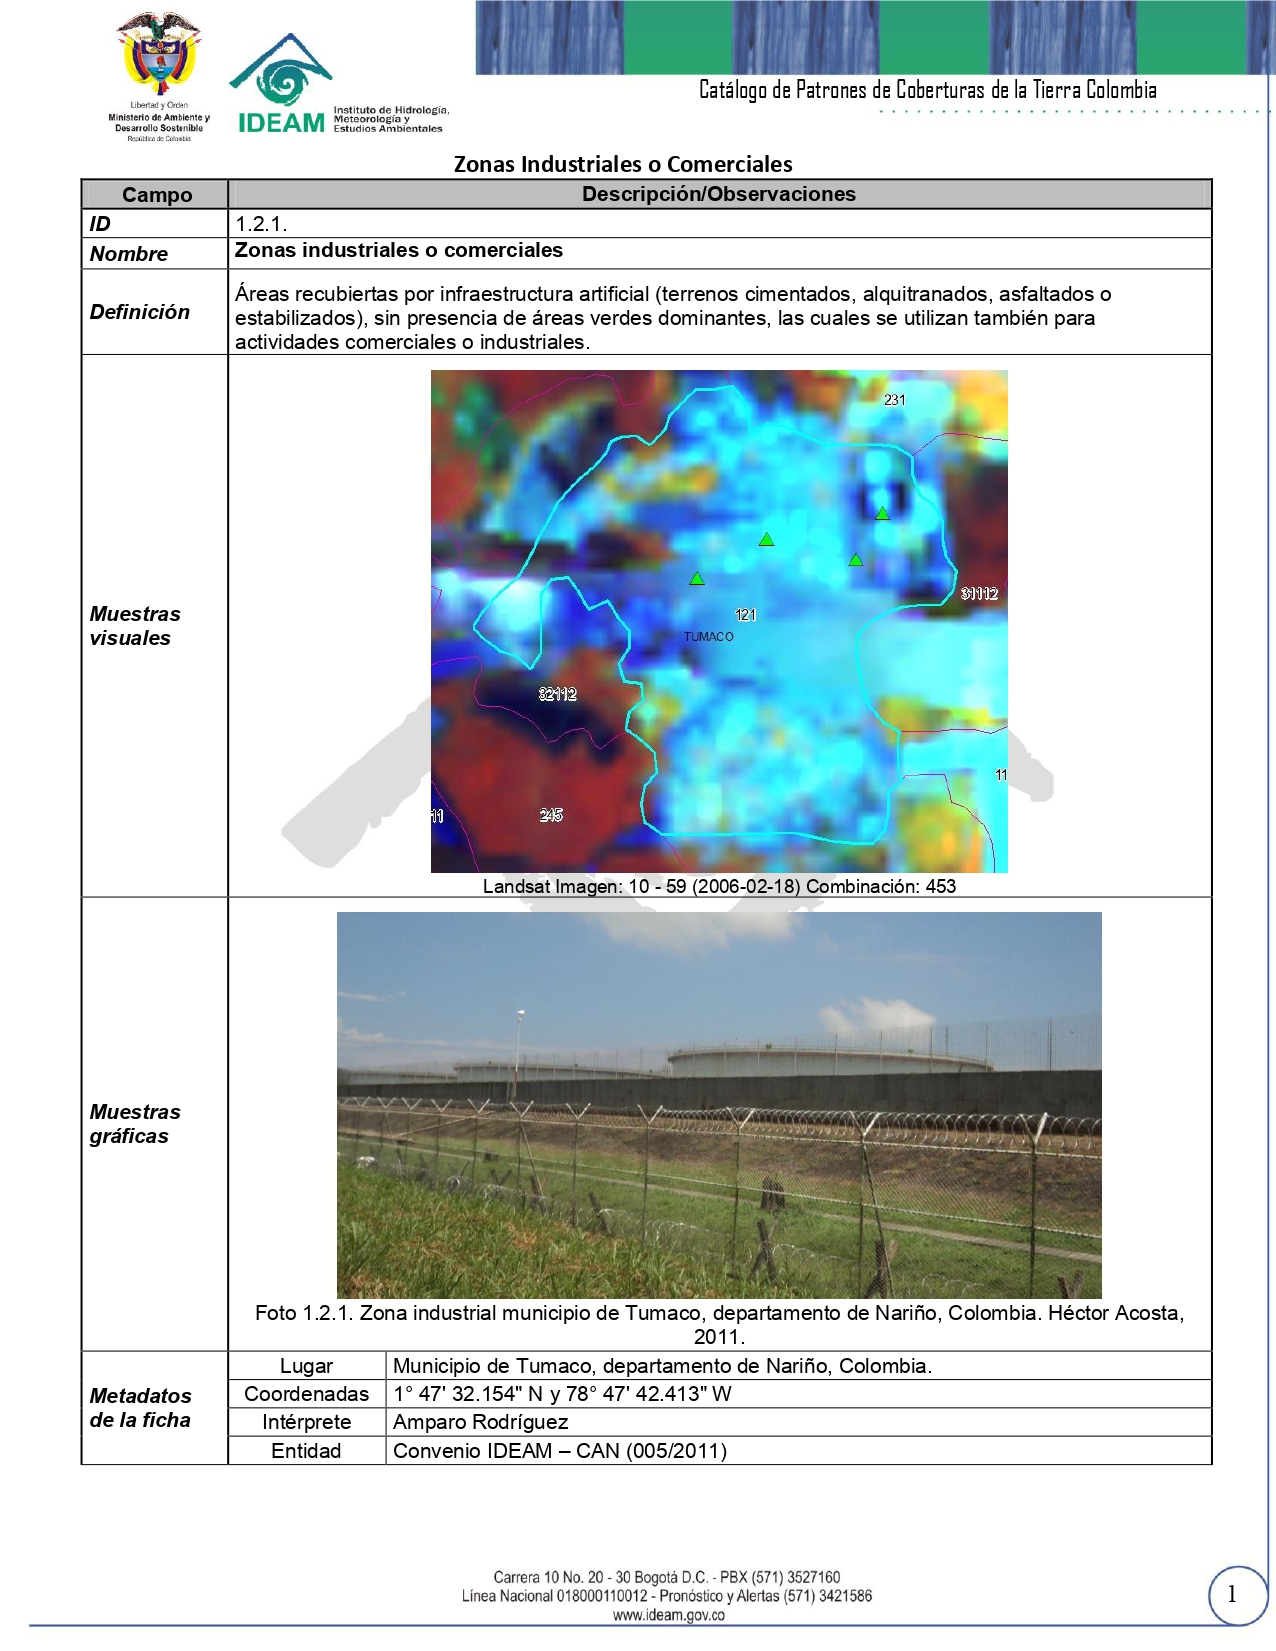 Libertad y Orden
Ministerio de Ambiente y
Desarrollo Sostenible
República de Colombia
IDEAM
Instituto de Hidrología,
Meteorología y
Estudios Ambientales
Catálogo de Patrones de Coberturas de la Tierra Colombia
Zonas Industriales o Comerciales
Campo Descripción/Observaciones
ID 1.2.1.
Nombre Zonas industriales o comerciales
Definición
Áreas recubiertas por infraestructura artificial (terrenos cimentados, alquitranados, asfaltados o
estabilizados), sin presencia de áreas verdes dominantes, las cuales se utilizan también para
actividades comerciales o industriales.
Muestras
visuales
231
31112
121
TUMACO
32112
11
11
245
Landsat Imagen: 10 - 59 (2006-02-18) Combinación: 453
Muestras
gráficas
Foto 1.2.1. Zona industrial municipio de Tumaco, departamento de Nariño, Colombia. Héctor Acosta,
2011.
Metadatos
de la ficha
Lugar Municipio de Tumaco, departamento de Nariño, Colombia.
Coordenadas 1° 47' 32.154" N y 78° 47' 42.413" W
Intérprete Amparo Rodríguez
Entidad Convenio IDEAM – CAN (005/2011)
Carrera 10 No. 20 - 30 Bogotá D.C. - PBX (571) 3527160
Línea Nacional 018000110012 - Pronóstico y Alertas (571) 3421586
www.ideam.gov.co
1